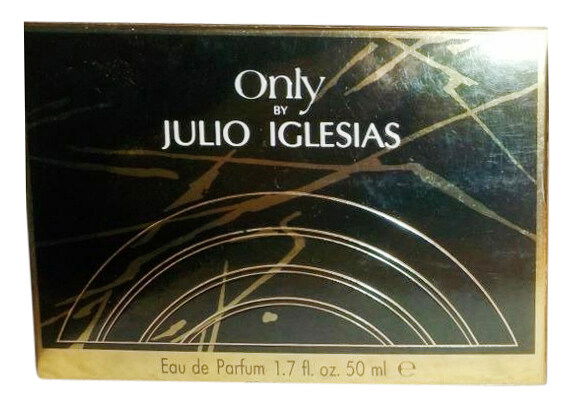 Only
BY
JULIO IGLESIAS
Eau de Parfum 1.7 fl. oz. 50 ml ℮